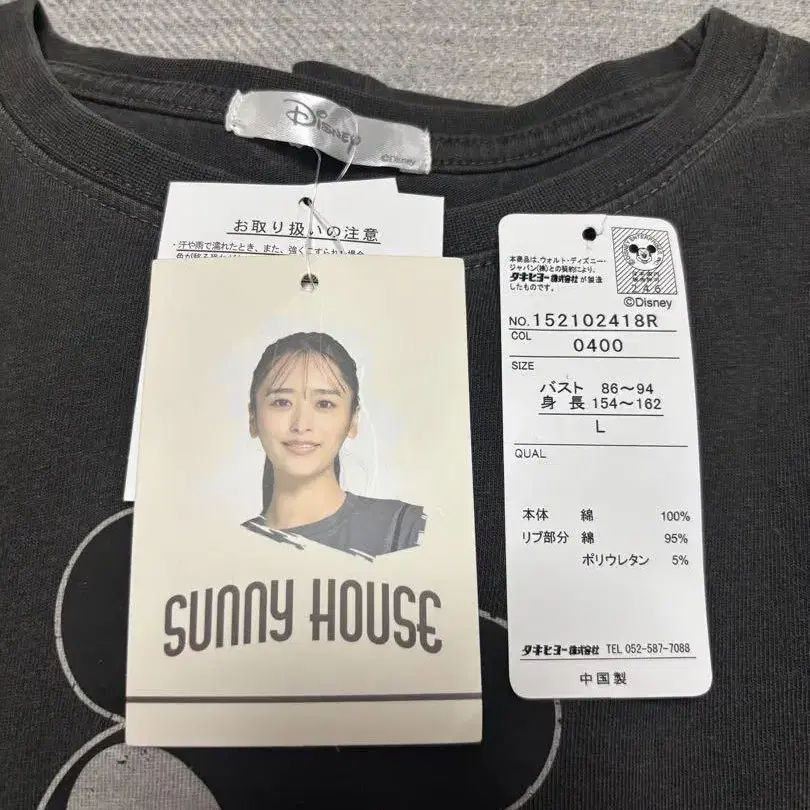 Disney
©Disney
お取り扱いの注意
・汗や雨で濡れたとき、また、強くこすられた場合
SUNNY HOUSE
本商品は、ウォルト・ディズニー・
ジャパン(株)との契約により、
タキヒヨー株式会社が製造
したものです。
246
©Disney
NO. 152102418R
COL
0400
SIZE
バスト 86～94
身長 154～162
L
QUAL
本体 綿 100%
リブ部分 綿 95%
ポリウレタン 5%
タキヒヨー株式会社 TEL 052-587-7088
中国製